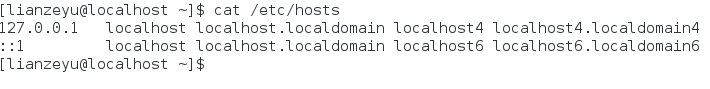 [lianzeyu@localhost ~]$ cat /etc/hosts
127.0.0.1   localhost localhost.localdomain localhost4 localhost4.localdomain4
::1         localhost localhost.localdomain localhost6 localhost6.localdomain6
[lianzeyu@localhost ~]$